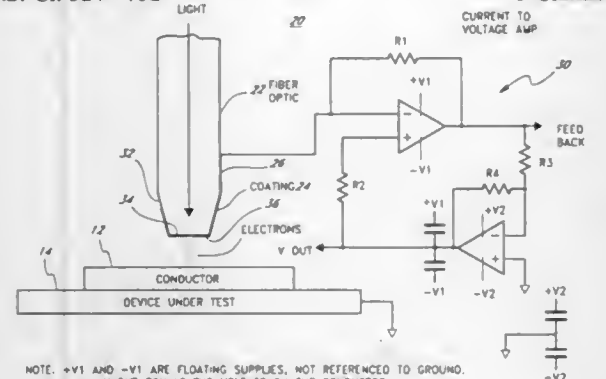 LIGHT
20
CURRENT TO
VOLTAGE AMP
R1
30
22 FIBER
OPTIC
+V1
-
+
-V1
FEED
BACK
32
26
R3
COATING 24
R2
R4
34
36
+V1
+V2
ELECTRONS
V OUT
-
+
12
-V1
-V2
14
CONDUCTOR
DEVICE UNDER TEST
+V2
NOTE. +V1 AND -V1 ARE FLOATING SUPPLIES, NOT REFERENCED TO GROUND.
-V2